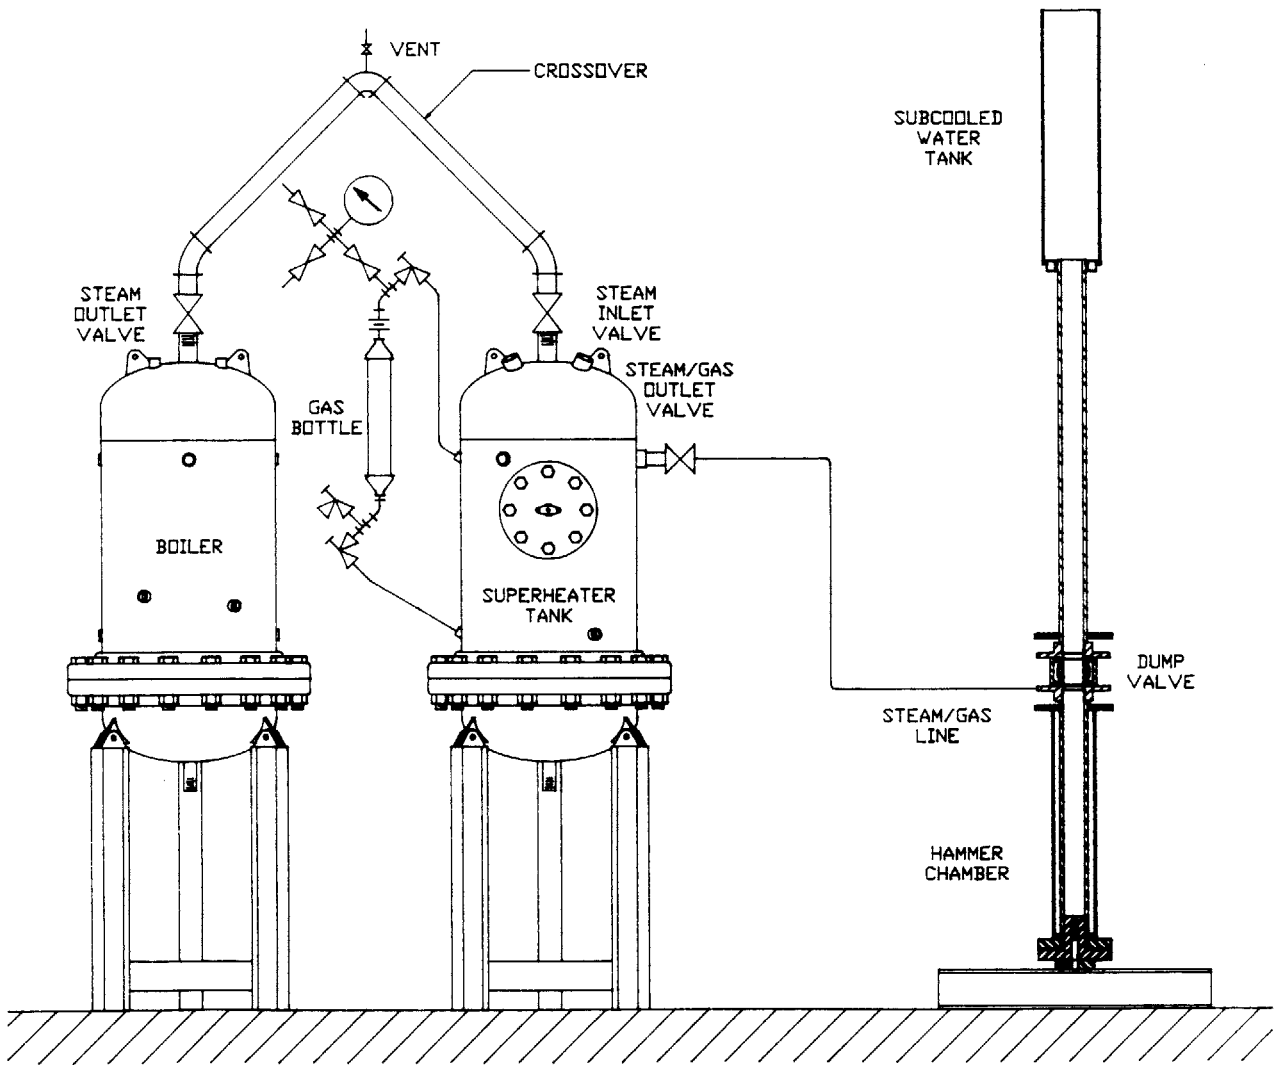 VENT
CROSSOVER
SUBCOOLED
WATER
TANK
STEAM
OUTLET
VALVE
STEAM
INLET
VALVE
STEAM/GAS
OUTLET
VALVE
GAS
BOTTLE
BOILER
SUPERHEATER
TANK
DUMP
VALVE
STEAM/GAS
LINE
HAMMER
CHAMBER